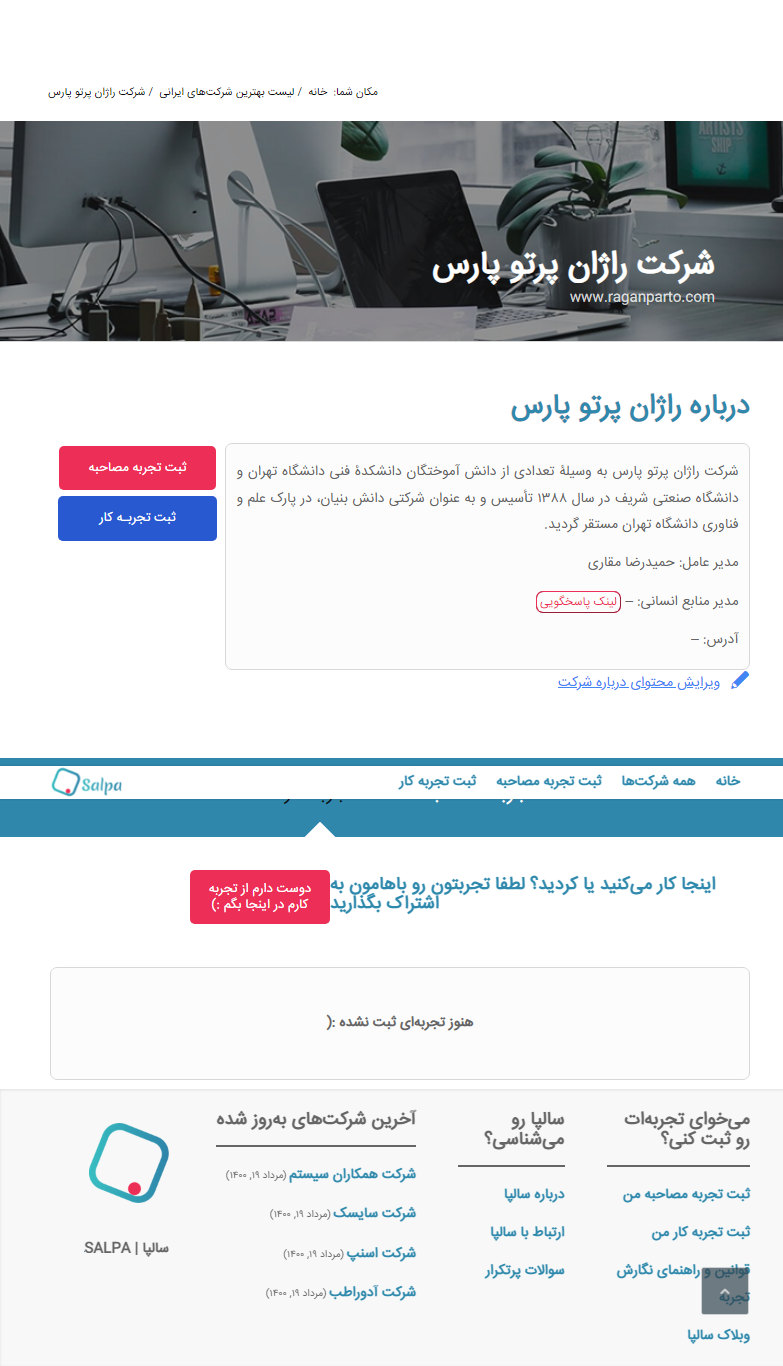 مکان شما: خانه / لیست بهترین شرکت‌های ایرانی / شرکت راژان پرتو پارس
ARTISTS
SHIP
شرکت راژان پرتو پارس
www.raganparto.com
درباره راژان پرتو پارس
شرکت راژان پرتو پارس به وسیلهٔ تعدادی از دانش آموختگان دانشکدهٔ فنی دانشگاه تهران و
دانشگاه صنعتی شریف در سال ۱۳۸۸ تأسیس و به عنوان شرکتی دانش بنیان، در پارک علم و
فناوری دانشگاه تهران مستقر گردید.
مدیر عامل: حمیدرضا مقاری
مدیر منابع انسانی: – لینک پاسخگویی
آدرس: –
ثبت تجربه مصاحبه
ثبت تجربـه کار
ویرایش محتوای درباره شرکت
خانه همه شرکت‌ها ثبت تجربه مصاحبه ثبت تجربه کار
Salpa
اینجا کار می‌کنید یا کردید؟ لطفا تجربتون رو باهامون به
اشتراک بگذارید
دوست دارم از تجربه
کارم در اینجا بگم :)
هنوز تجربه‌ای ثبت نشده :(
می‌خوای تجربه‌ات
رو ثبت کنی؟
ثبت تجربه مصاحبه من
ثبت تجربه کار من
قوانین و راهنمای نگارش
تجربه
وبلاک سالپا
سالپا رو
می‌شناسی؟
درباره سالپا
ارتباط با سالپا
سوالات پرتکرار
آخرین شرکت‌های به‌روز شده
شرکت همکاران سیستم (مرداد ۱۹, ۱۴۰۰)
شرکت سایسک (مرداد ۱۹, ۱۴۰۰)
شرکت اسنپ (مرداد ۱۹, ۱۴۰۰)
شرکت آدوراطب (مرداد ۱۹, ۱۴۰۰)
سالپا | SALPA